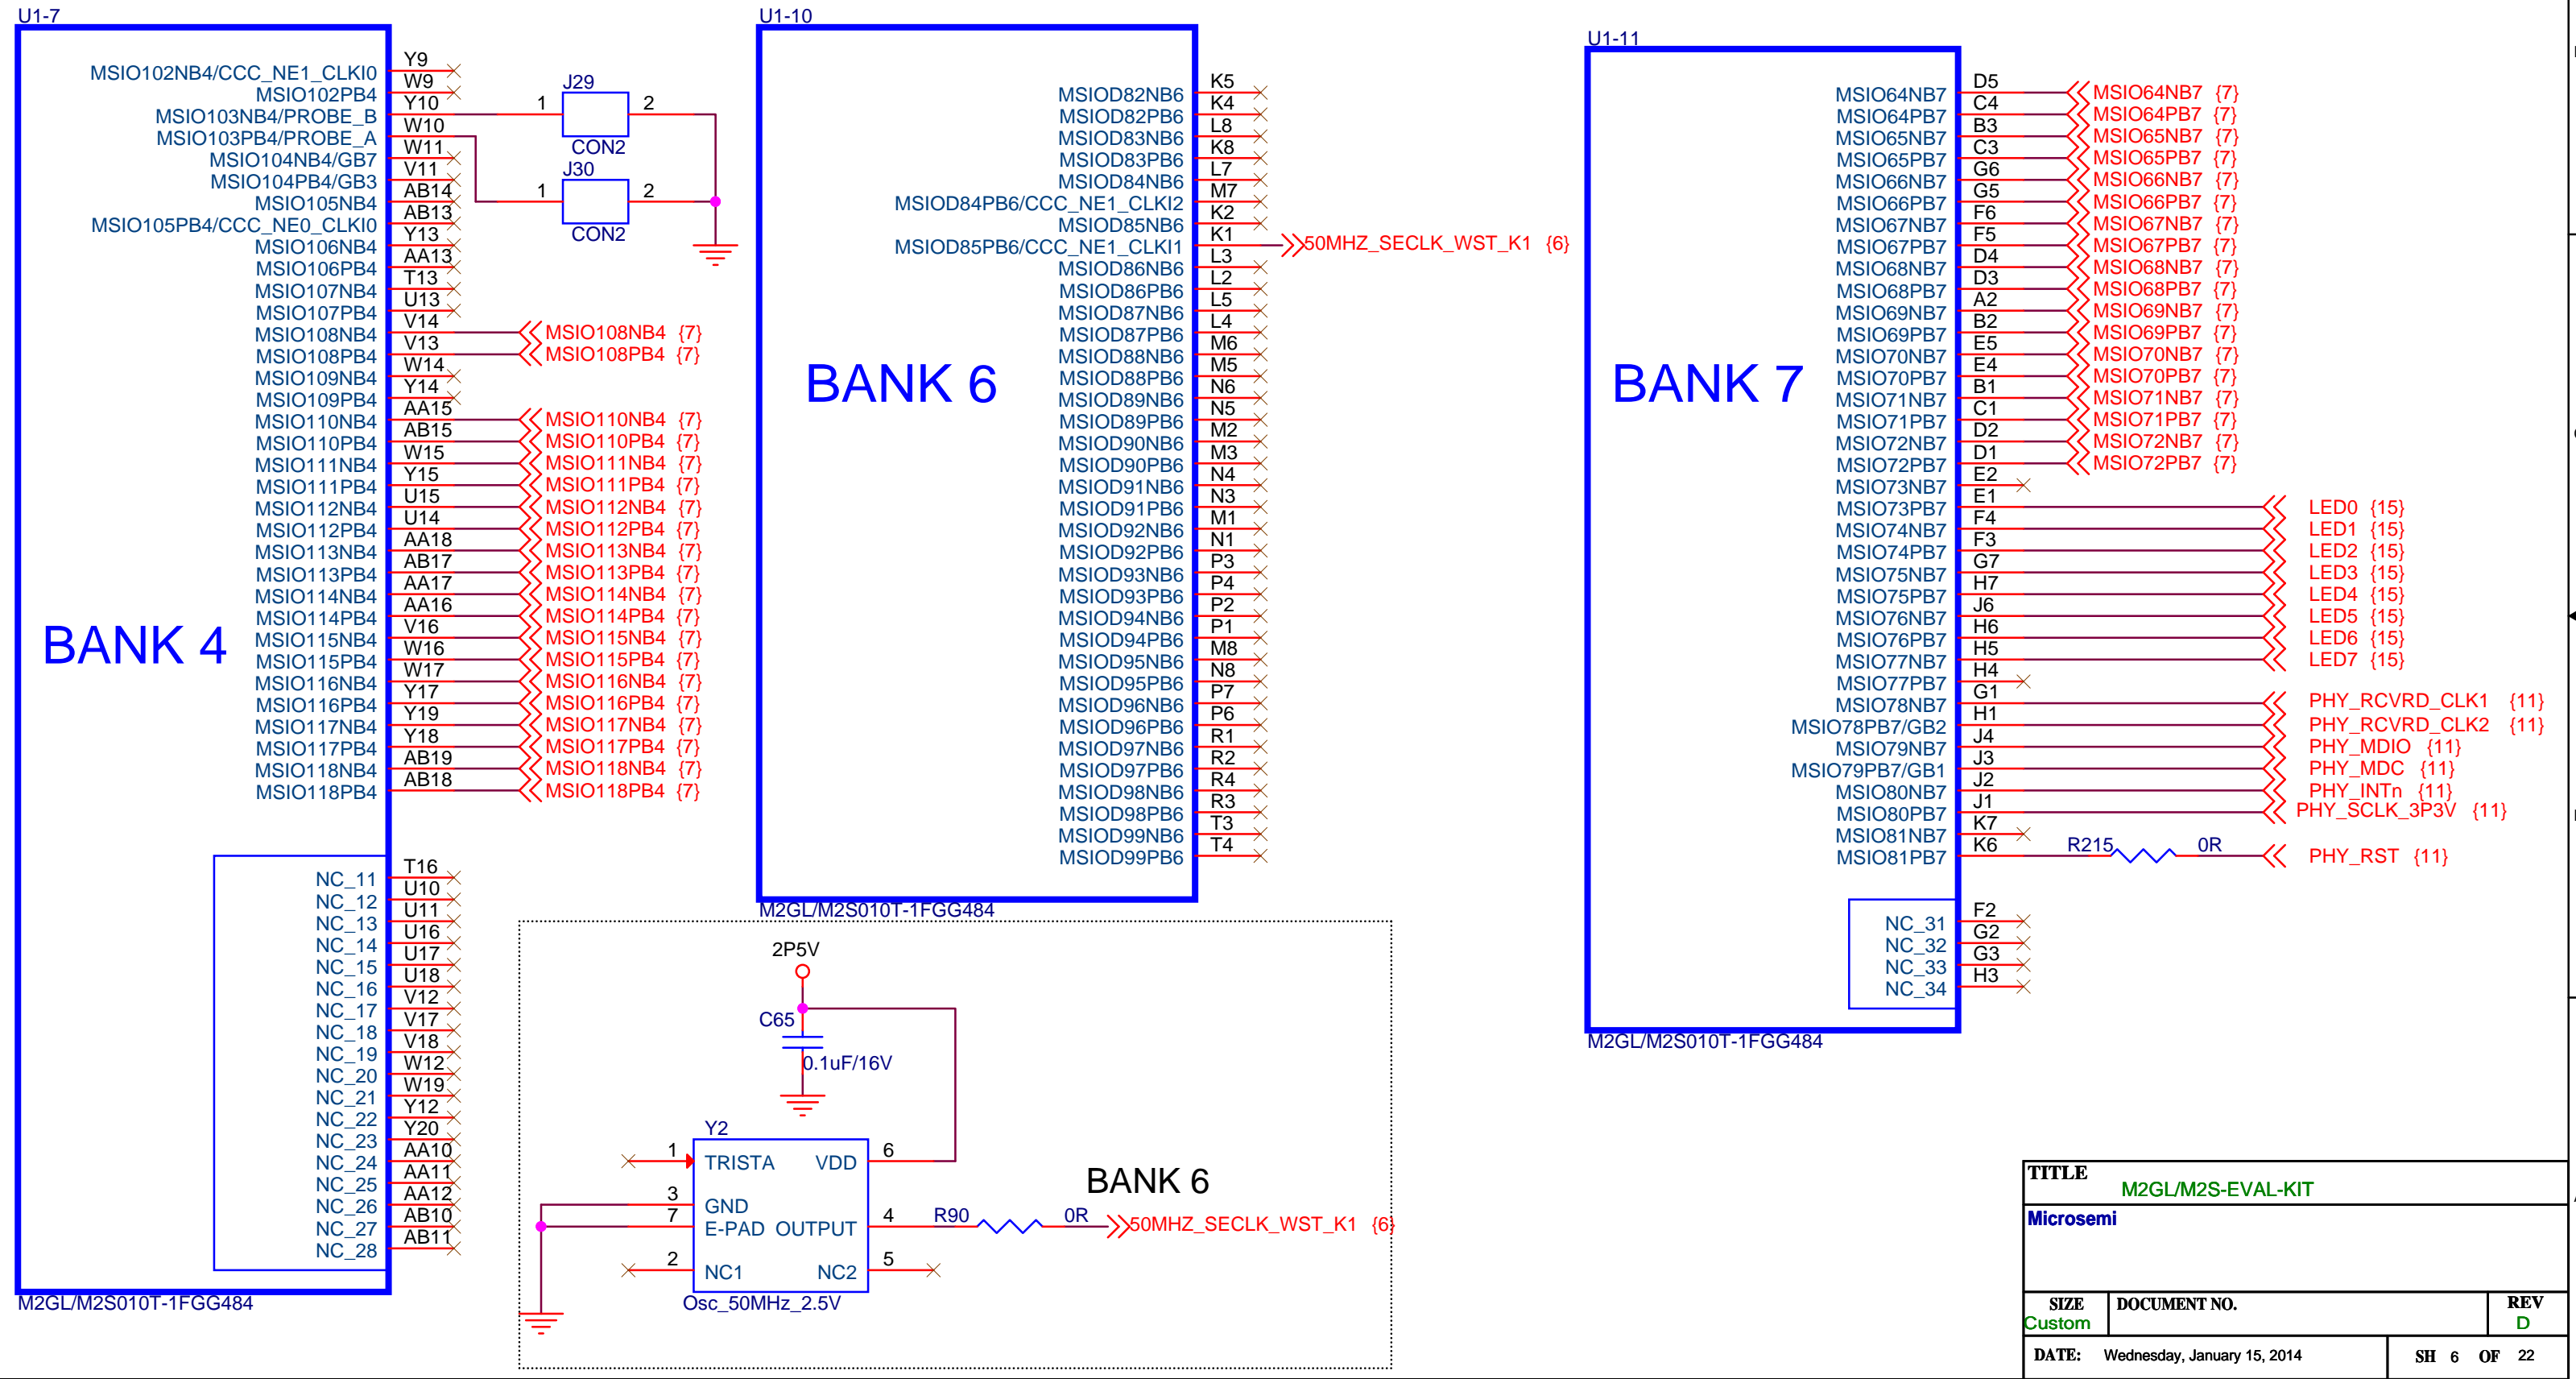 U1-7
MSIO102NB4/CCC_NE1_CLKI0 Y9
MSIO102PB4 W9
MSIO103NB4/PROBE_B Y10
MSIO103PB4/PROBE_A W10
MSIO104NB4/GB7 W11
MSIO104PB4/GB3 V11
MSIO105NB4 AB14
MSIO105PB4/CCC_NE0_CLKI0 AB13
MSIO106NB4 Y13
MSIO106PB4 AA13
MSIO107NB4 T13
MSIO107PB4 U13
MSIO108NB4 V14 MSIO108NB4 {7}
MSIO108PB4 V13 MSIO108PB4 {7}
MSIO109NB4 W14
MSIO109PB4 Y14
MSIO110NB4 AA15 MSIO110NB4 {7}
MSIO110PB4 AB15 MSIO110PB4 {7}
MSIO111NB4 W15 MSIO111NB4 {7}
MSIO111PB4 Y15 MSIO111PB4 {7}
MSIO112NB4 U15 MSIO112NB4 {7}
MSIO112PB4 U14 MSIO112PB4 {7}
MSIO113NB4 AA18 MSIO113NB4 {7}
MSIO113PB4 AB17 MSIO113PB4 {7}
MSIO114NB4 AA17 MSIO114NB4 {7}
MSIO114PB4 AA16 MSIO114PB4 {7}
MSIO115NB4 V16 MSIO115NB4 {7}
MSIO115PB4 W16 MSIO115PB4 {7}
MSIO116NB4 W17 MSIO116NB4 {7}
MSIO116PB4 Y17 MSIO116PB4 {7}
MSIO117NB4 Y19 MSIO117NB4 {7}
MSIO117PB4 Y18 MSIO117PB4 {7}
MSIO118NB4 AB19 MSIO118NB4 {7}
MSIO118PB4 AB18 MSIO118PB4 {7}
BANK 4
NC_11 T16
NC_12 U10
NC_13 U11
NC_14 U16
NC_15 U17
NC_16 U18
NC_17 V12
NC_18 V17
NC_19 V18
NC_20 W12
NC_21 W19
NC_22 Y12
NC_23 Y20
NC_24 AA10
NC_25 AA11
NC_26 AA12
NC_27 AB10
NC_28 AB11
M2GL/M2S010T-1FGG484
J29
1 2
CON2
J30
1 2
CON2
U1-10
MSIOD82NB6 K5
MSIOD82PB6 K4
MSIOD83NB6 L8
MSIOD83PB6 K8
MSIOD84NB6 L7
MSIOD84PB6/CCC_NE1_CLKI2 M7
MSIOD85NB6 K2
MSIOD85PB6/CCC_NE1_CLKI1 K1 50MHZ_SECLK_WST_K1 {6}
MSIOD86NB6 L3
MSIOD86PB6 L2
MSIOD87NB6 L5
MSIOD87PB6 L4
MSIOD88NB6 M6
MSIOD88PB6 M5
MSIOD89NB6 N6
MSIOD89PB6 N5
MSIOD90NB6 M2
MSIOD90PB6 M3
MSIOD91NB6 N4
MSIOD91PB6 N3
MSIOD92NB6 M1
MSIOD92PB6 N1
MSIOD93NB6 P3
MSIOD93PB6 P4
MSIOD94NB6 P2
MSIOD94PB6 P1
MSIOD95NB6 M8
MSIOD95PB6 N8
MSIOD96NB6 P7
MSIOD96PB6 P6
MSIOD97NB6 R1
MSIOD97PB6 R2
MSIOD98NB6 R4
MSIOD98PB6 R3
MSIOD99NB6 T3
MSIOD99PB6 T4
BANK 6
M2GL/M2S010T-1FGG484
2P5V
C65
0.1uF/16V
Y2
1 TRISTA VDD 6
3 GND
7 E-PAD OUTPUT 4
2 NC1 NC2 5
Osc_50MHz_2.5V
BANK 6
R90 0R 50MHZ_SECLK_WST_K1 {6}
U1-11
MSIO64NB7 D5 MSIO64NB7 {7}
MSIO64PB7 C4 MSIO64PB7 {7}
MSIO65NB7 B3 MSIO65NB7 {7}
MSIO65PB7 C3 MSIO65PB7 {7}
MSIO66NB7 G6 MSIO66NB7 {7}
MSIO66PB7 G5 MSIO66PB7 {7}
MSIO67NB7 F6 MSIO67NB7 {7}
MSIO67PB7 F5 MSIO67PB7 {7}
MSIO68NB7 D4 MSIO68NB7 {7}
MSIO68PB7 D3 MSIO68PB7 {7}
MSIO69NB7 A2 MSIO69NB7 {7}
MSIO69PB7 B2 MSIO69PB7 {7}
MSIO70NB7 E5 MSIO70NB7 {7}
MSIO70PB7 E4 MSIO70PB7 {7}
MSIO71NB7 B1 MSIO71NB7 {7}
MSIO71PB7 C1 MSIO71PB7 {7}
MSIO72NB7 D2 MSIO72NB7 {7}
MSIO72PB7 D1 MSIO72PB7 {7}
MSIO73NB7 E2
MSIO73PB7 E1 LED0 {15}
MSIO74NB7 F4 LED1 {15}
MSIO74PB7 F3 LED2 {15}
MSIO75NB7 G7 LED3 {15}
MSIO75PB7 H7 LED4 {15}
MSIO76NB7 J6 LED5 {15}
MSIO76PB7 H6 LED6 {15}
MSIO77NB7 H5 LED7 {15}
MSIO77PB7 H4
MSIO78NB7 G1 PHY_RCVRD_CLK1 {11}
MSIO78PB7/GB2 H1 PHY_RCVRD_CLK2 {11}
MSIO79NB7 J4 PHY_MDIO {11}
MSIO79PB7/GB1 J3 PHY_MDC {11}
MSIO80NB7 J2 PHY_INTn {11}
MSIO80PB7 J1 PHY_SCLK_3P3V {11}
MSIO81NB7 K7
MSIO81PB7 K6 R215 0R PHY_RST {11}
BANK 7
NC_31 F2
NC_32 G2
NC_33 G3
NC_34 H3
M2GL/M2S010T-1FGG484
TITLE
M2GL/M2S-EVAL-KIT
Microsemi
SIZE DOCUMENT NO. REV
Custom D
DATE: Wednesday, January 15, 2014 SH 6 OF 22